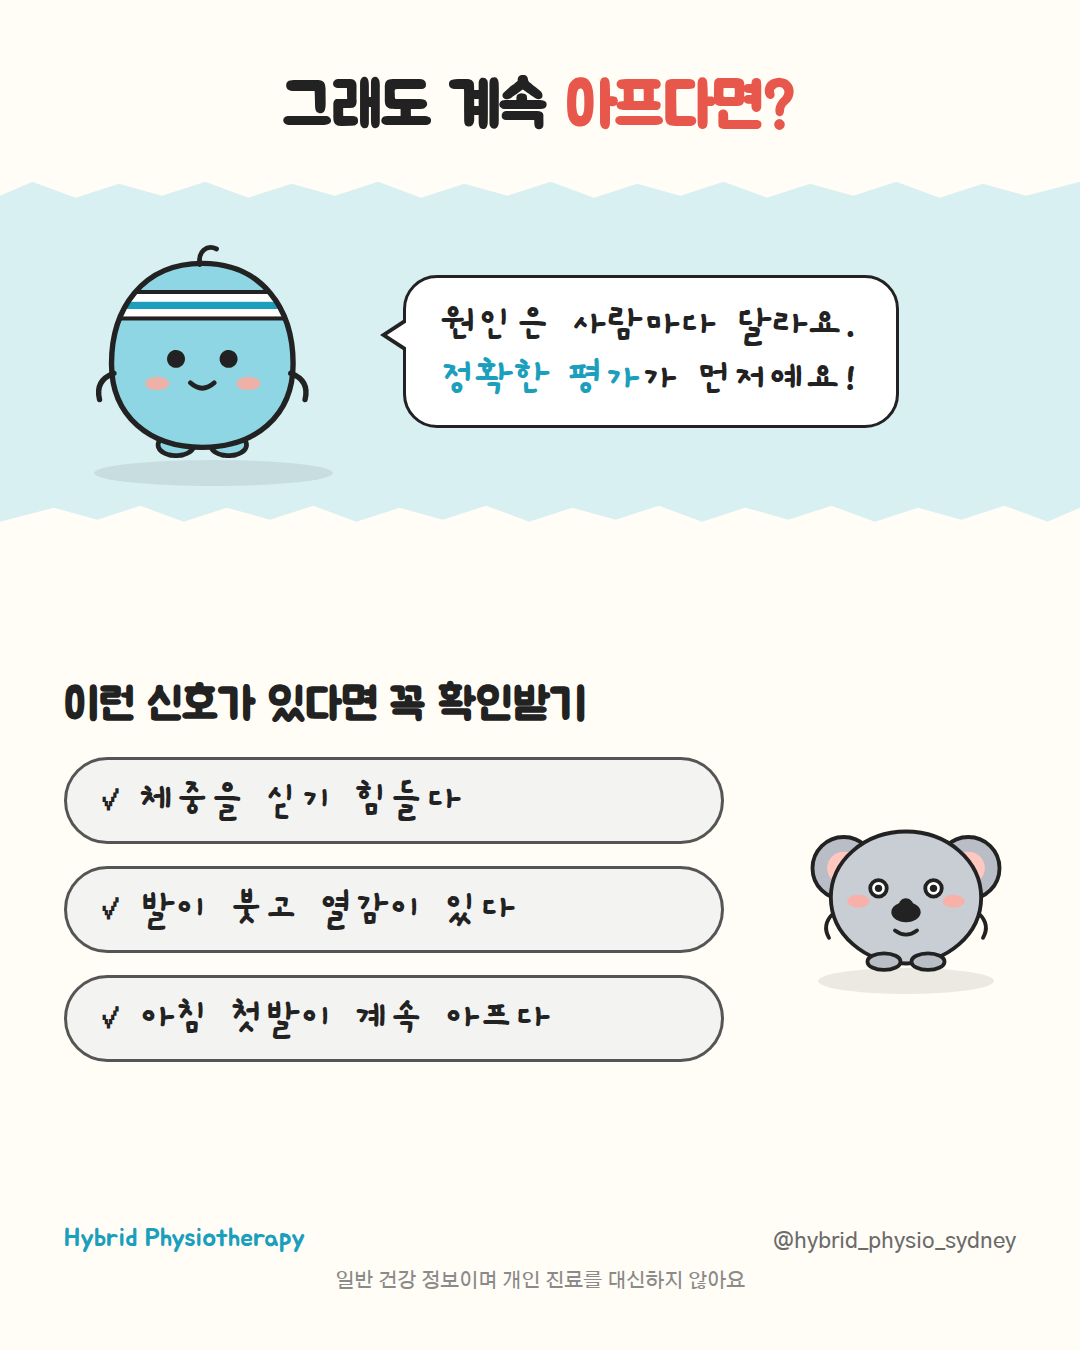 그래도 계속 아프다면?
원인은 사람마다 달라요.
정확한 평가가 먼저예요!
이런 신호가 있다면 꼭 확인받기
✓ 체중을 싣기 힘들다
✓ 발이 붓고 열감이 있다
✓ 아침 첫발이 계속 아프다
Hybrid Physiotherapy
@hybrid_physio_sydney
일반 건강 정보이며 개인 진료를 대신하지 않아요